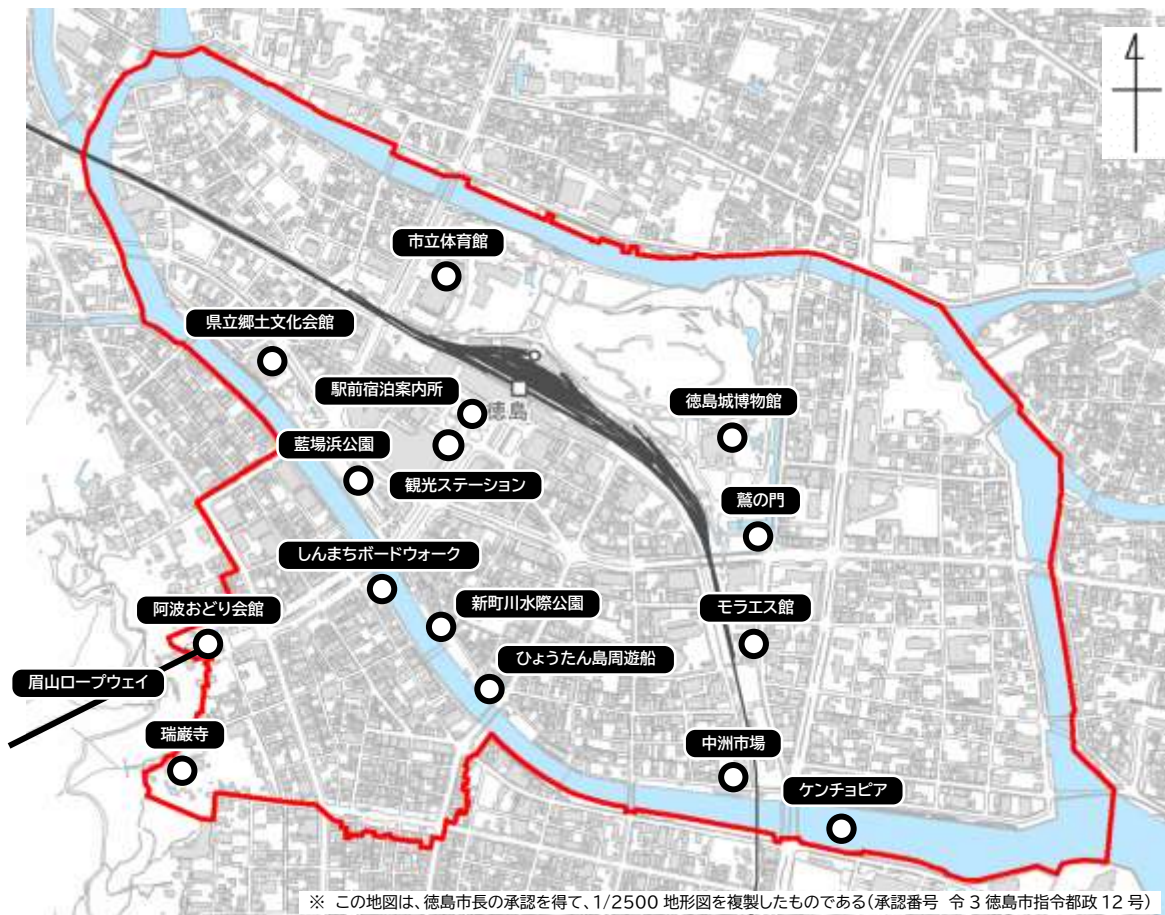 市立体育館
県立郷土文化会館
駅前宿泊案内所
徳島
徳島城博物館
藍場浜公園
観光ステーション
鷲の門
しんまちボードウォーク
新町川水際公園
阿波おどり会館
モラエス館
ひょうたん島周遊船
眉山ロープウェイ
瑞巌寺
中洲市場
ケンチョピア
※ この地図は、徳島市長の承認を得て、1/2500 地形図を複製したものである(承認番号 令3徳島市指令都政12号)